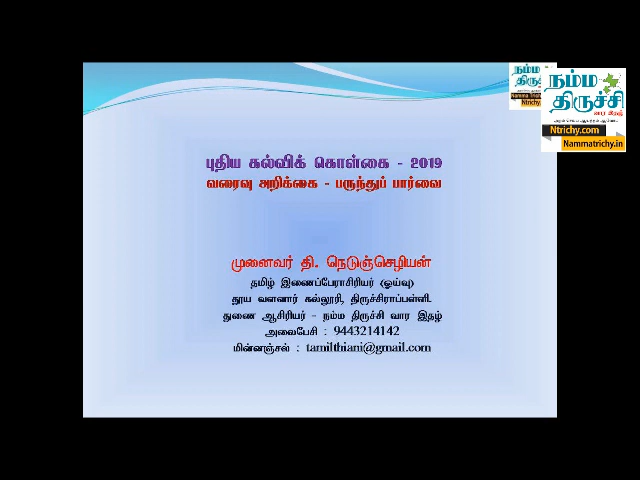 நம்ம
திருச்சி
வார இதழ்
Ntrichy.com
Nammatrichy.in
புதிய கல்விக் கொள்கை - 2019
வரைவு அறிக்கை - பருந்துப் பார்வை
முனைவர் தி. நெடுஞ்செழியன்
தமிழ் இணைப்பேராசிரியர் (ஓய்வு)
தூய வளனார் கல்லூரி, திருச்சிராப்பள்ளி.
துணை ஆசிரியர் - நம்ம திருச்சி வார இதழ்
அலைபேசி : 9443214142
மின்னஞ்சல் : tamilthiani@gmail.com